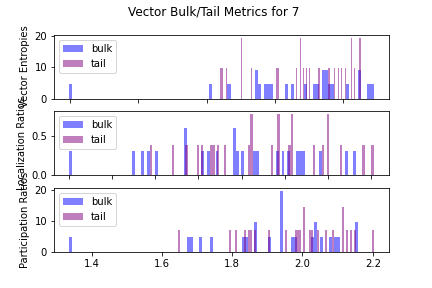 Vector Bulk/Tail Metrics for 7
Vector Entropies
20
10
0
bulk
tail
Localization Ratios
0.5
0.0
bulk
tail
Participation Ratios
20
10
0
bulk
tail
1.4
1.6
1.8
2.0
2.2